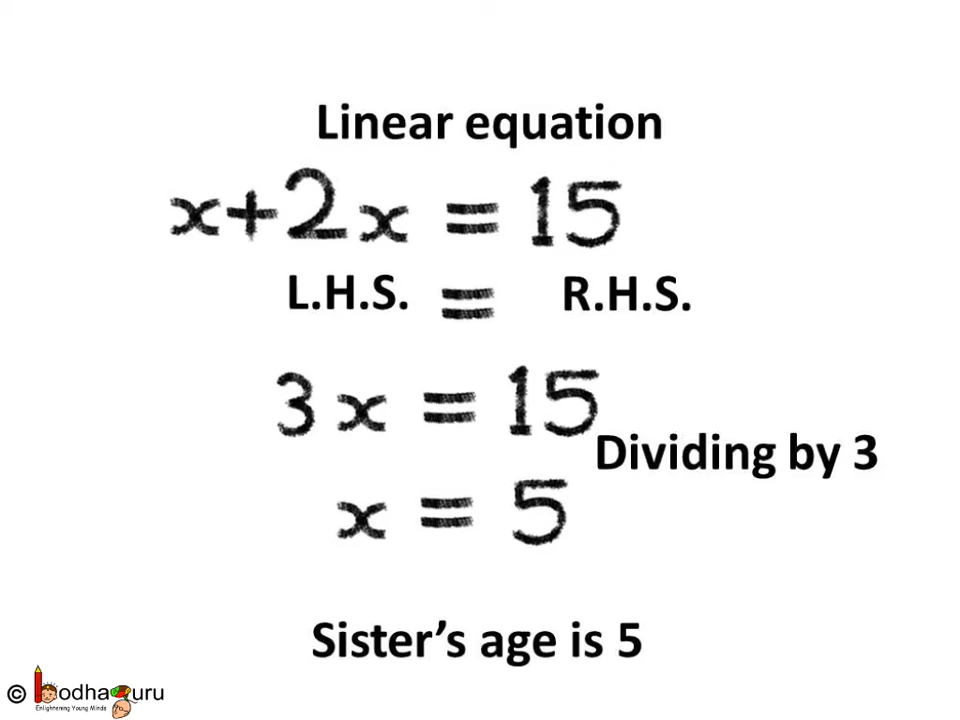 Linear equation
x+2x = 15
L.H.S. = R.H.S.
3x = 15
Dividing by 3
x = 5
Sister’s age is 5
© BodhaGuru
Enlightening Young Minds